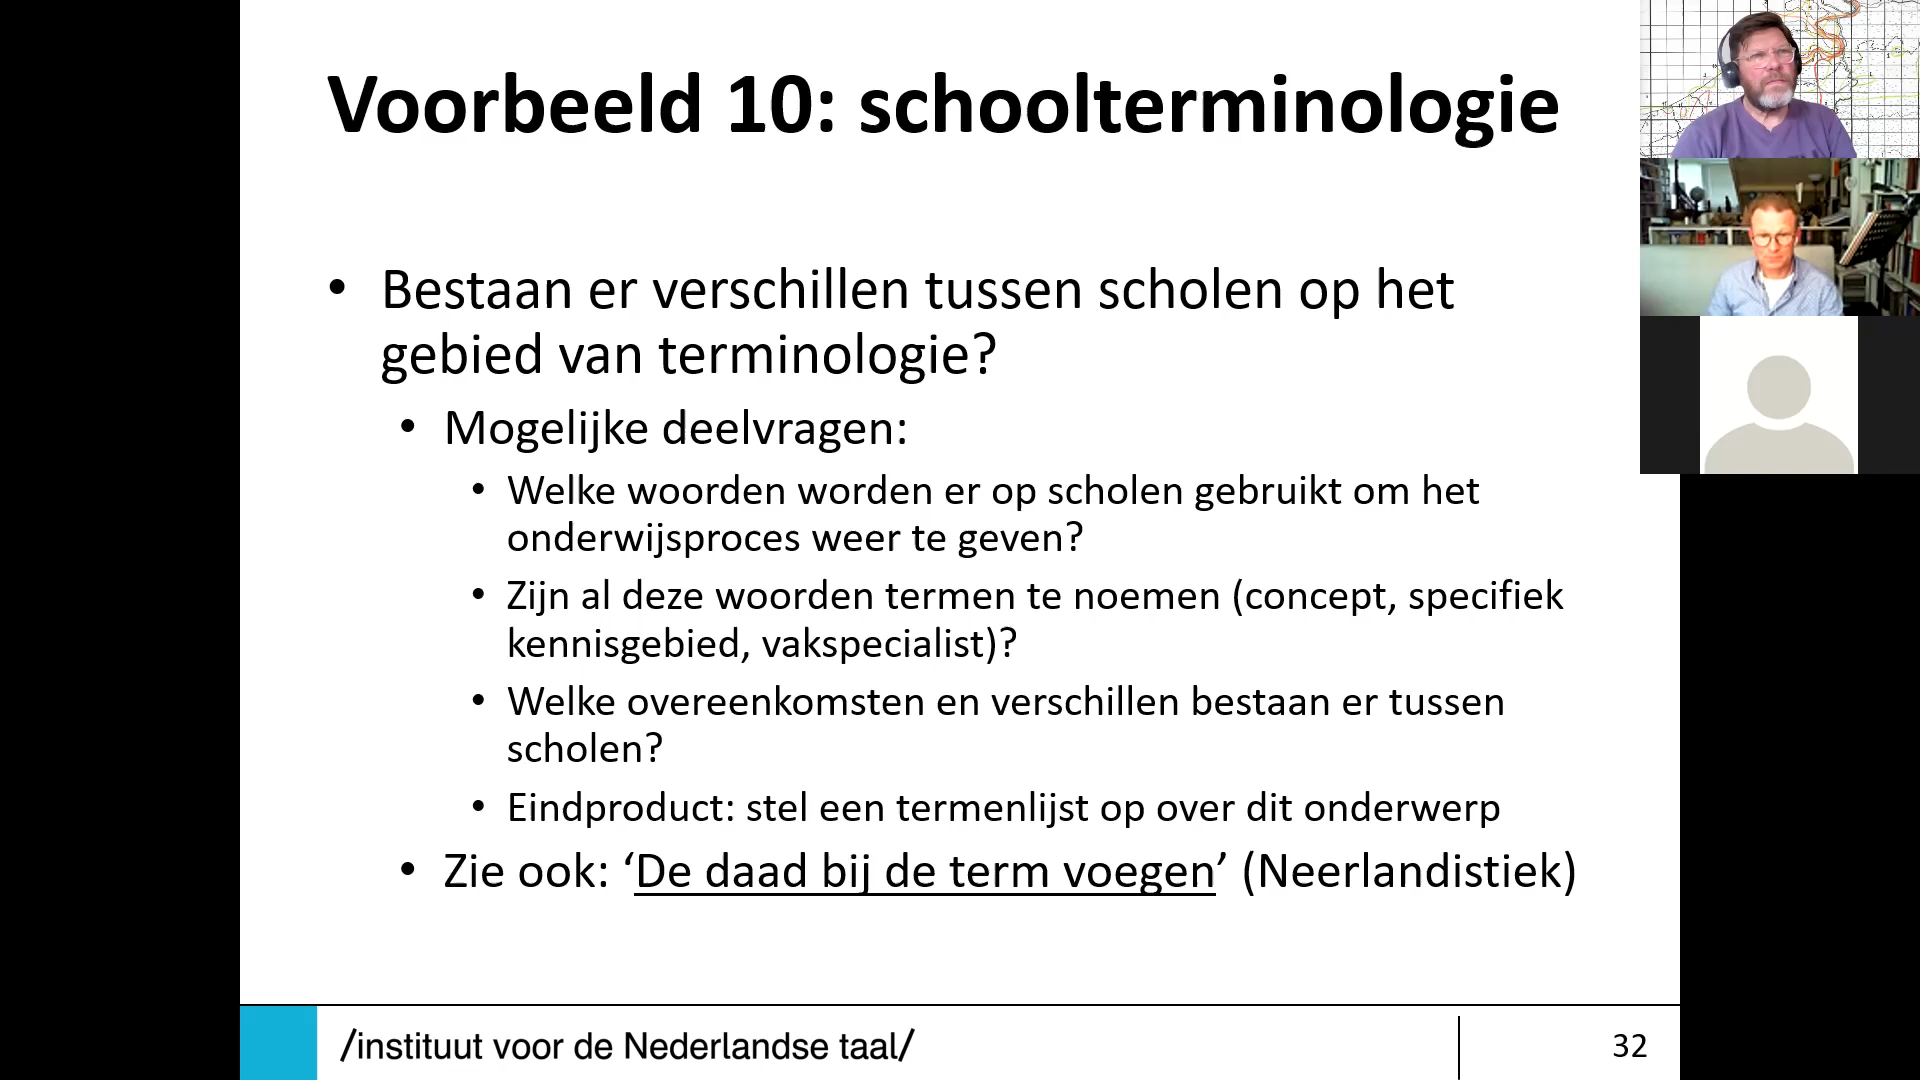 Voorbeeld 10: schoolterminologie
• Bestaan er verschillen tussen scholen op het
gebied van terminologie?
• Mogelijke deelvragen:
• Welke woorden worden er op scholen gebruikt om het
onderwijsproces weer te geven?
• Zijn al deze woorden termen te noemen (concept, specifiek
kennisgebied, vakspecialist)?
• Welke overeenkomsten en verschillen bestaan er tussen
scholen?
• Eindproduct: stel een termenlijst op over dit onderwerp
• Zie ook: ‘De daad bij de term voegen’ (Neerlandistiek)
/instituut voor de Nederlandse taal/
32